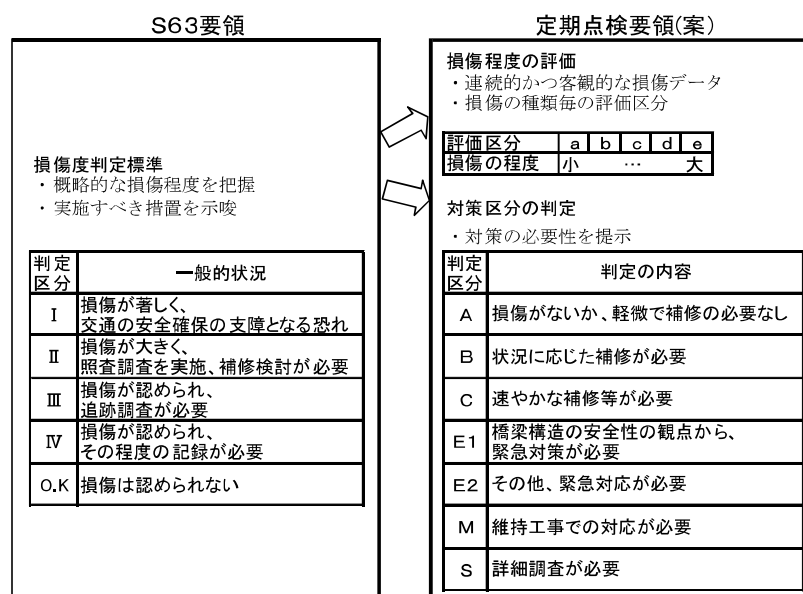 S63要領
損傷度判定標準
・概略的な損傷程度を把握
・実施すべき措置を示唆
判定区分 一般的状況
Ⅰ 損傷が著しく、
交通の安全確保の支障となる恐れ
Ⅱ 損傷が大きく、
照査調査を実施、補修検討が必要
Ⅲ 損傷が認められ、
追跡調査が必要
Ⅳ 損傷が認められ、
その程度の記録が必要
O.K 損傷は認められない
定期点検要領(案)
損傷程度の評価
・連続的かつ客観的な損傷データ
・損傷の種類毎の評価区分
評価区分 a b c d e
損傷の程度 小 … 大
対策区分の判定
・対策の必要性を提示
判定区分 判定の内容
A 損傷がないか、軽微で補修の必要なし
B 状況に応じた補修が必要
C 速やかな補修等が必要
E1 橋梁構造の安全性の観点から、
緊急対策が必要
E2 その他、緊急対応が必要
M 維持工事での対応が必要
S 詳細調査が必要